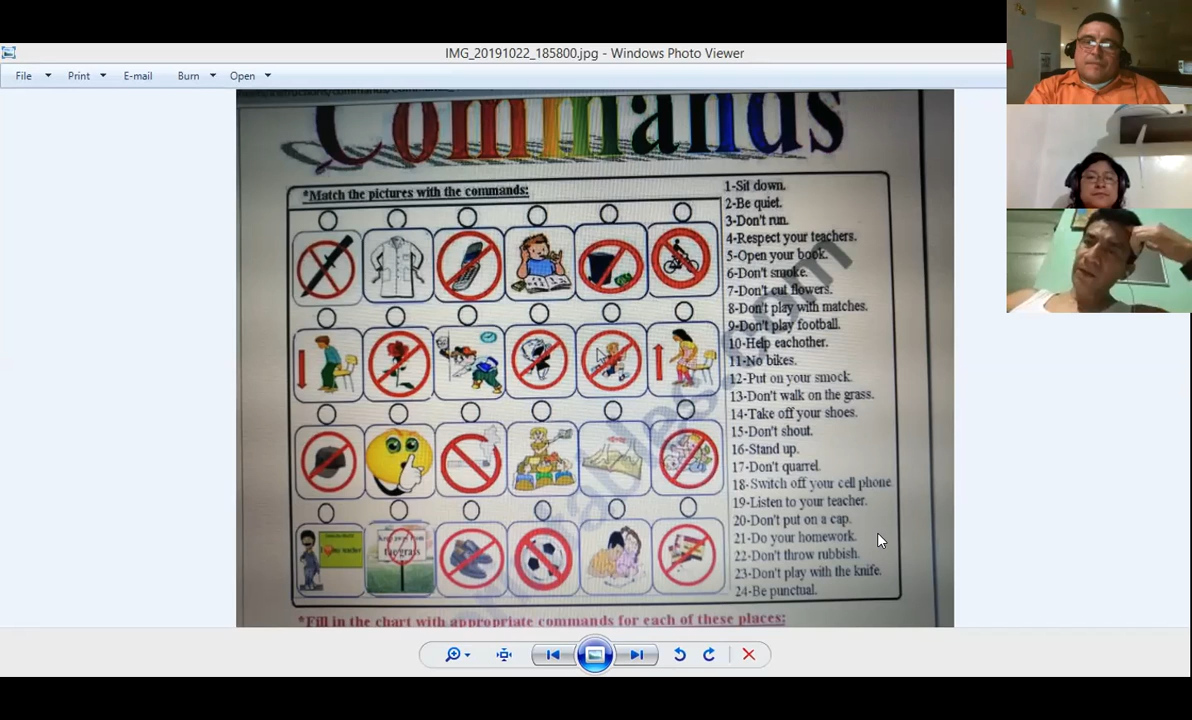 IMG_20191022_185800.jpg - Windows Photo Viewer
File Print E-mail Burn Open
Commands
*Match the pictures with the commands:
1-Sit down.
2-Be quiet.
3-Don't run.
4-Respect your teachers.
5-Open your book.
6-Don't smoke.
7-Don't cut flowers.
8-Don't play with matches.
9-Don't play football.
10-Help eachother.
11-No bikes.
12-Put on your smock.
13-Don't walk on the grass.
14-Take off your shoes.
15-Don't shout.
16-Stand up.
17-Don't quarrel.
18-Switch off your cell phone
19-Listen to your teacher.
20-Don't put on a cap.
21-Do your homework.
22-Don't throw rubbish.
23-Don't play with the knife.
24-Be punctual.
the grass
*Fill in the chart with appropriate commands for each of these places: